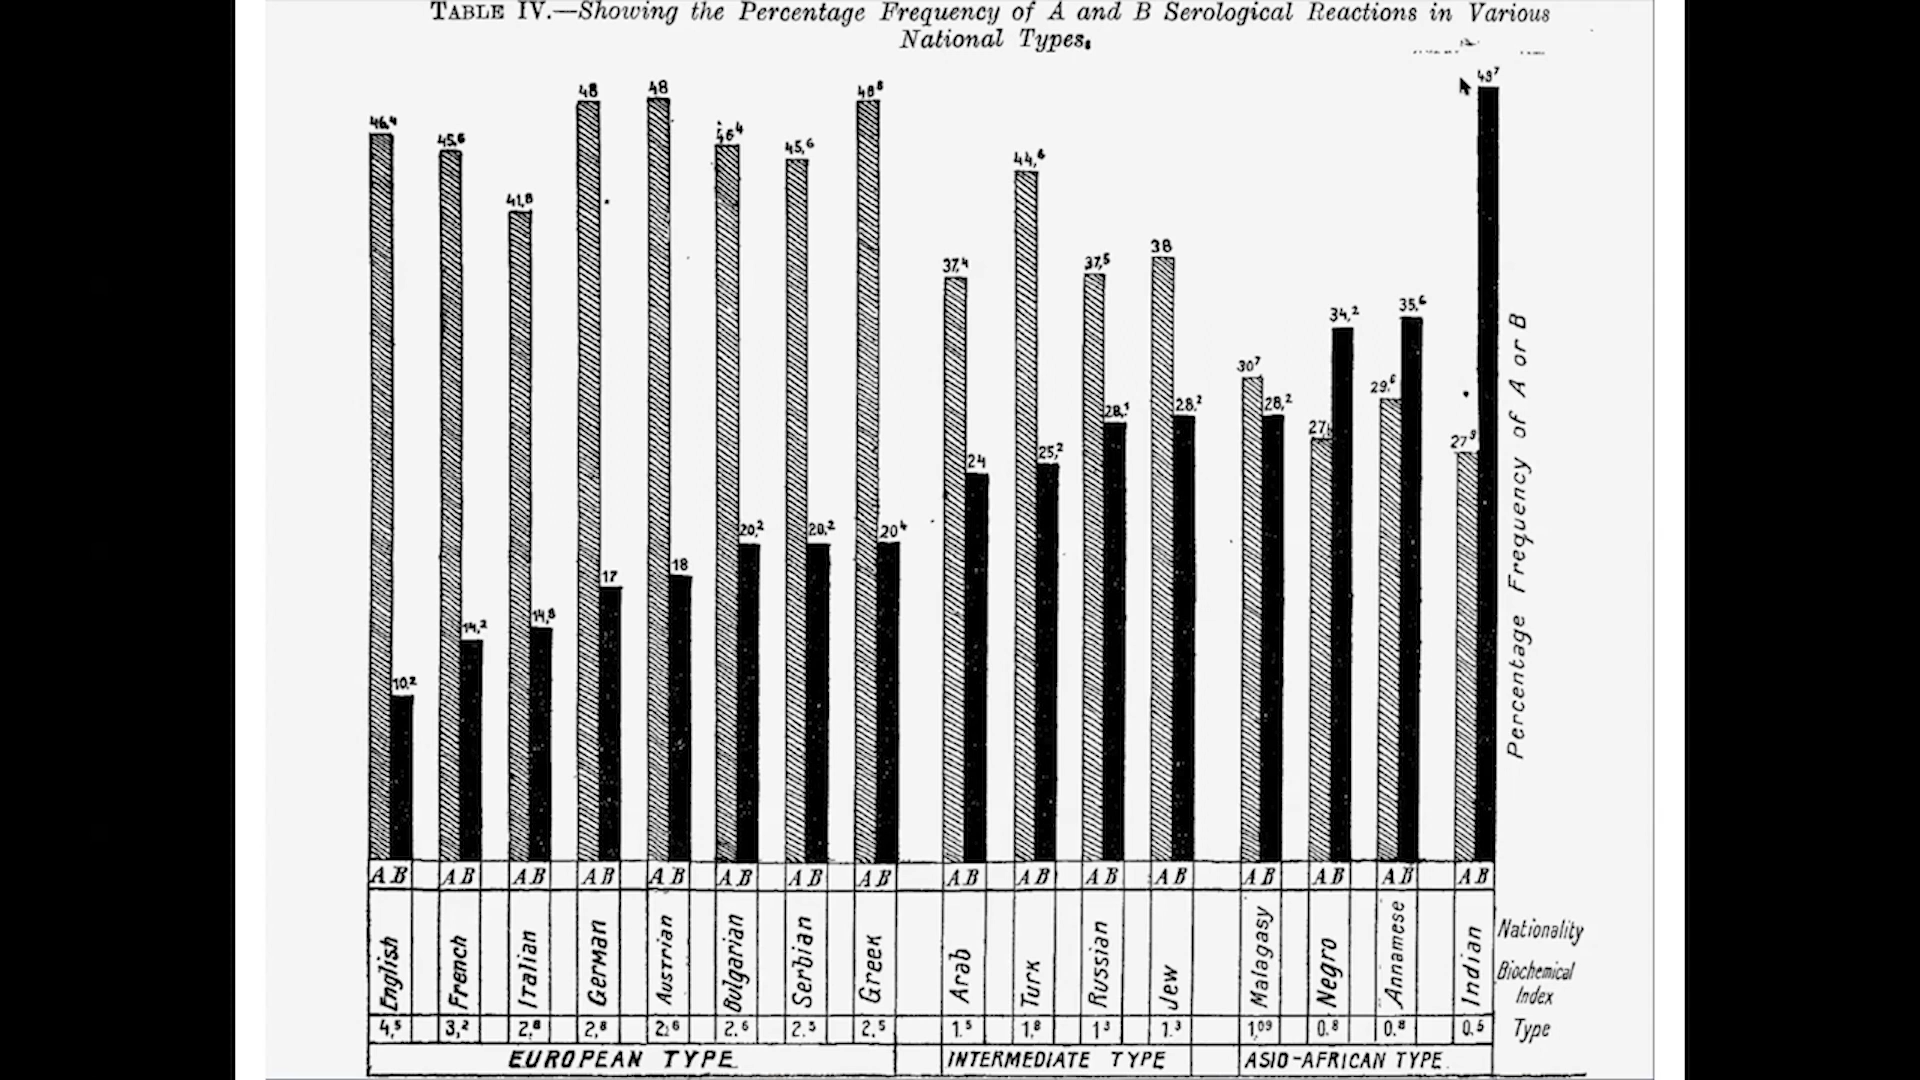 TABLE IV.—Showing the Percentage Frequency of A and B Serological Reactions in Various
National Types.
46,4 10,2
45,6 14,2
41,8 14,8
48 17
48 18
46 4 20,2
45,6 20,2
20 4
37,4 24
44,6 25,2
37,5 28,1
38 28,2
30 7 28,2
27, 34,2
29,6 35,6
27 9
Percentage Frequency of A or B
A B A B A B A B A B A B A B A B A B A B A B A B A B A B A B A B
English French Italian German Austrian Bulgarian Serbian Greek Arab Turk Russian Jew Malagasy Negro Annamese Indian
Nationality
Biochemical
Index
4,5 3,2 2,8 2,8 2,6 2.6 2.5 2.5 1.5 1,8 1 3 1.3 1,09 0.8 0.8 0,5 Type
EUROPEAN TYPE INTERMEDIATE TYPE ASIO-AFRICAN TYPE